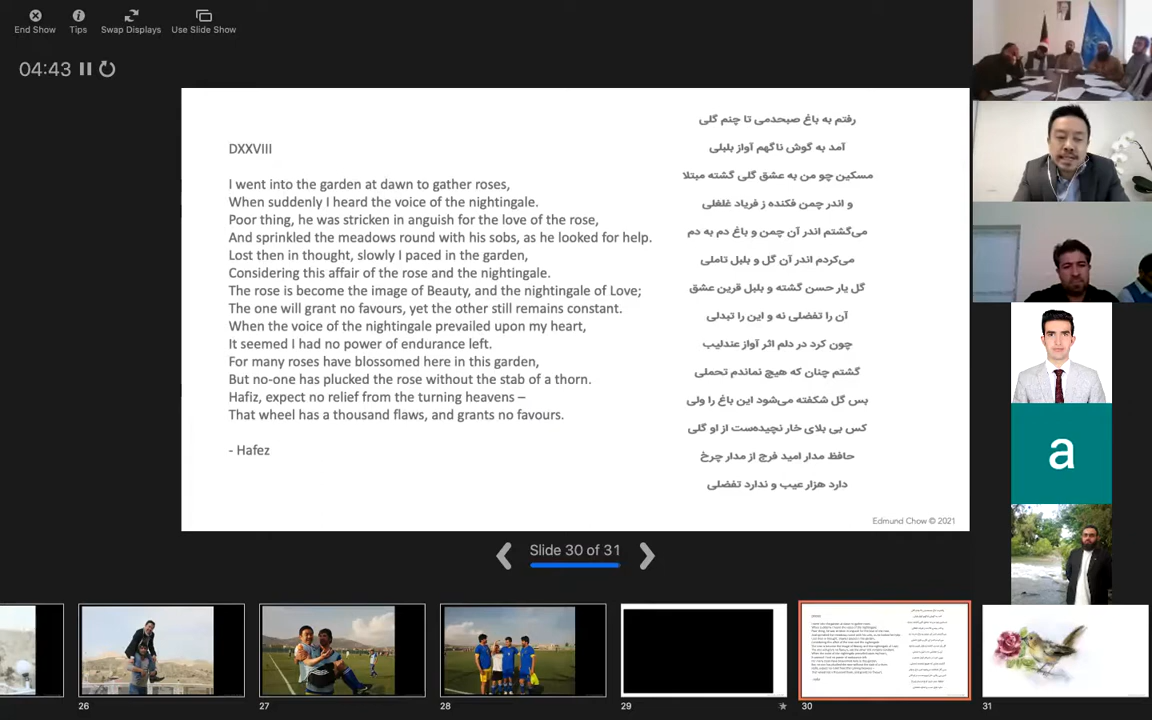 End Show
Tips
Swap Displays
Use Slide Show
04:43
DXXVIII
I went into the garden at dawn to gather roses,
When suddenly I heard the voice of the nightingale.
Poor thing, he was stricken in anguish for the love of the rose,
And sprinkled the meadows round with his sobs, as he looked for help.
Lost then in thought, slowly I paced in the garden,
Considering this affair of the rose and the nightingale.
The rose is become the image of Beauty, and the nightingale of Love;
The one will grant no favours, yet the other still remains constant.
When the voice of the nightingale prevailed upon my heart,
It seemed I had no power of endurance left.
For many roses have blossomed here in this garden,
But no-one has plucked the rose without the stab of a thorn.
Hafiz, expect no relief from the turning heavens –
That wheel has a thousand flaws, and grants no favours.
- Hafez
رفتم به باغ صبحدمی تا چنم گلی
آمد به گوش ناگهم آواز بلبلی
مسکین چو من به عشق گلی گشته مبتلا
و اندر چمن فکنده ز فریاد غلغلی
می‌گشتم اندر آن چمن و باغ دم به دم
می‌کردم اندر آن گل و بلبل تاملی
گل یار حسن گشته و بلبل قرین عشق
آن را تفضلی نه و این را تبدلی
چون کرد در دلم اثر آواز عندلیب
گشتم چنان که هیچ نماندم تحملی
بس گل شکفته می‌شود این باغ را ولی
کس بی بلای خار نچیده‌ست از او گلی
حافظ مدار امید فرج از مدار چرخ
دارد هزار عیب و ندارد تفضلی
Edmund Chow © 2021
Slide 30 of 31
a
26
27
28
29
30
31